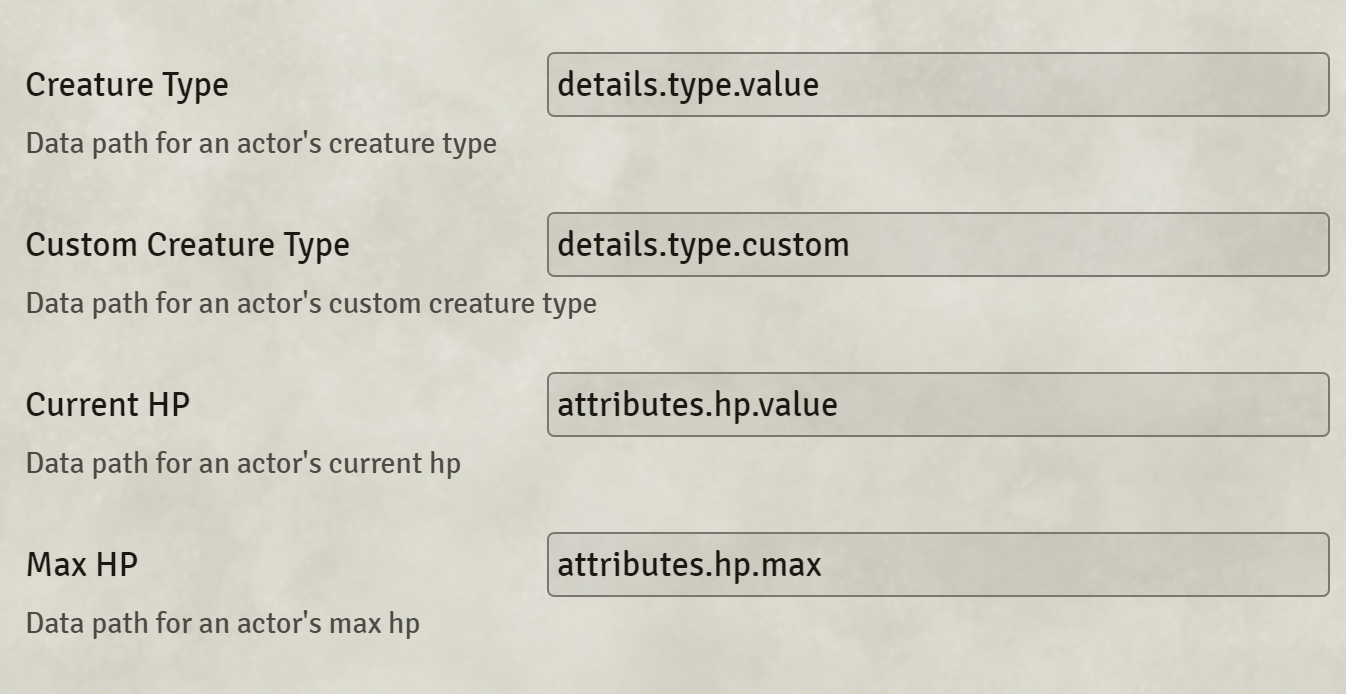 Creature Type
details.type.value
Data path for an actor's creature type
Custom Creature Type
details.type.custom
Data path for an actor's custom creature type
Current HP
attributes.hp.value
Data path for an actor's current hp
Max HP
attributes.hp.max
Data path for an actor's max hp